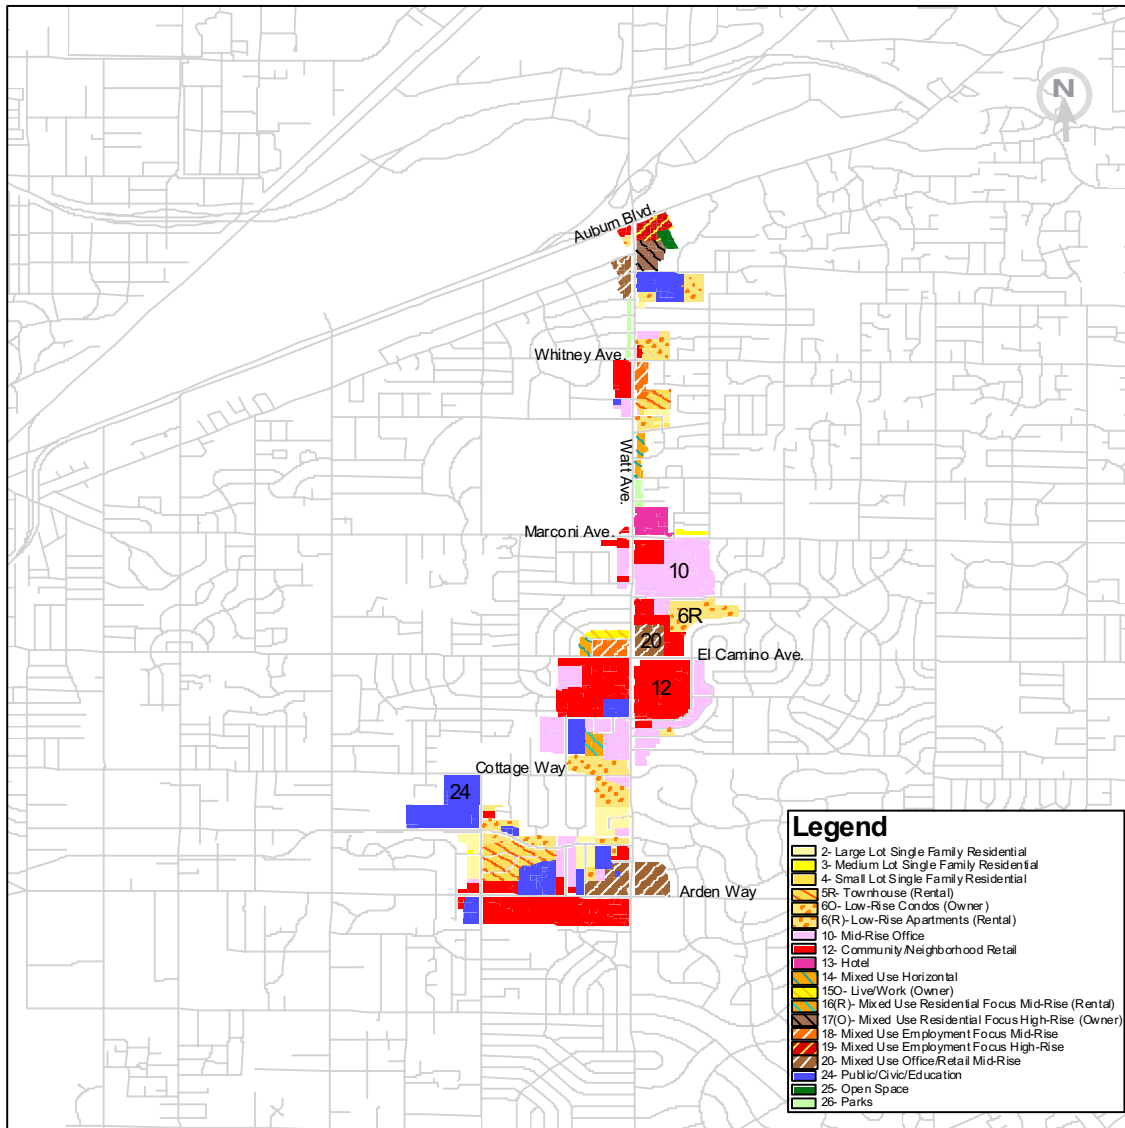 N
Auburn Blvd.
Whitney Ave.
Watt Ave.
Marconi Ave.
10
6R
20
El Camino Ave.
12
Cottage Way
24
Arden Way
Legend
2- Large Lot Single Family Residential
3- Medium Lot Single Family Residential
4- Small Lot Single Family Residential
5R- Townhouse (Rental)
6O- Low-Rise Condos (Owner)
6(R)- Low-Rise Apartments (Rental)
10- Mid-Rise Office
12- Community/Neighborhood Retail
13- Hotel
14- Mixed Use Horizontal
15O- Live/Work (Owner)
16(R)- Mixed Use Residential Focus Mid-Rise (Rental)
17(O)- Mixed Use Residential Focus High-Rise (Owner)
18- Mixed Use Employment Focus Mid-Rise
19- Mixed Use Employment Focus High-Rise
20- Mixed Use Office/Retail Mid-Rise
24- Public/Civic/Education
25- Open Space
26- Parks